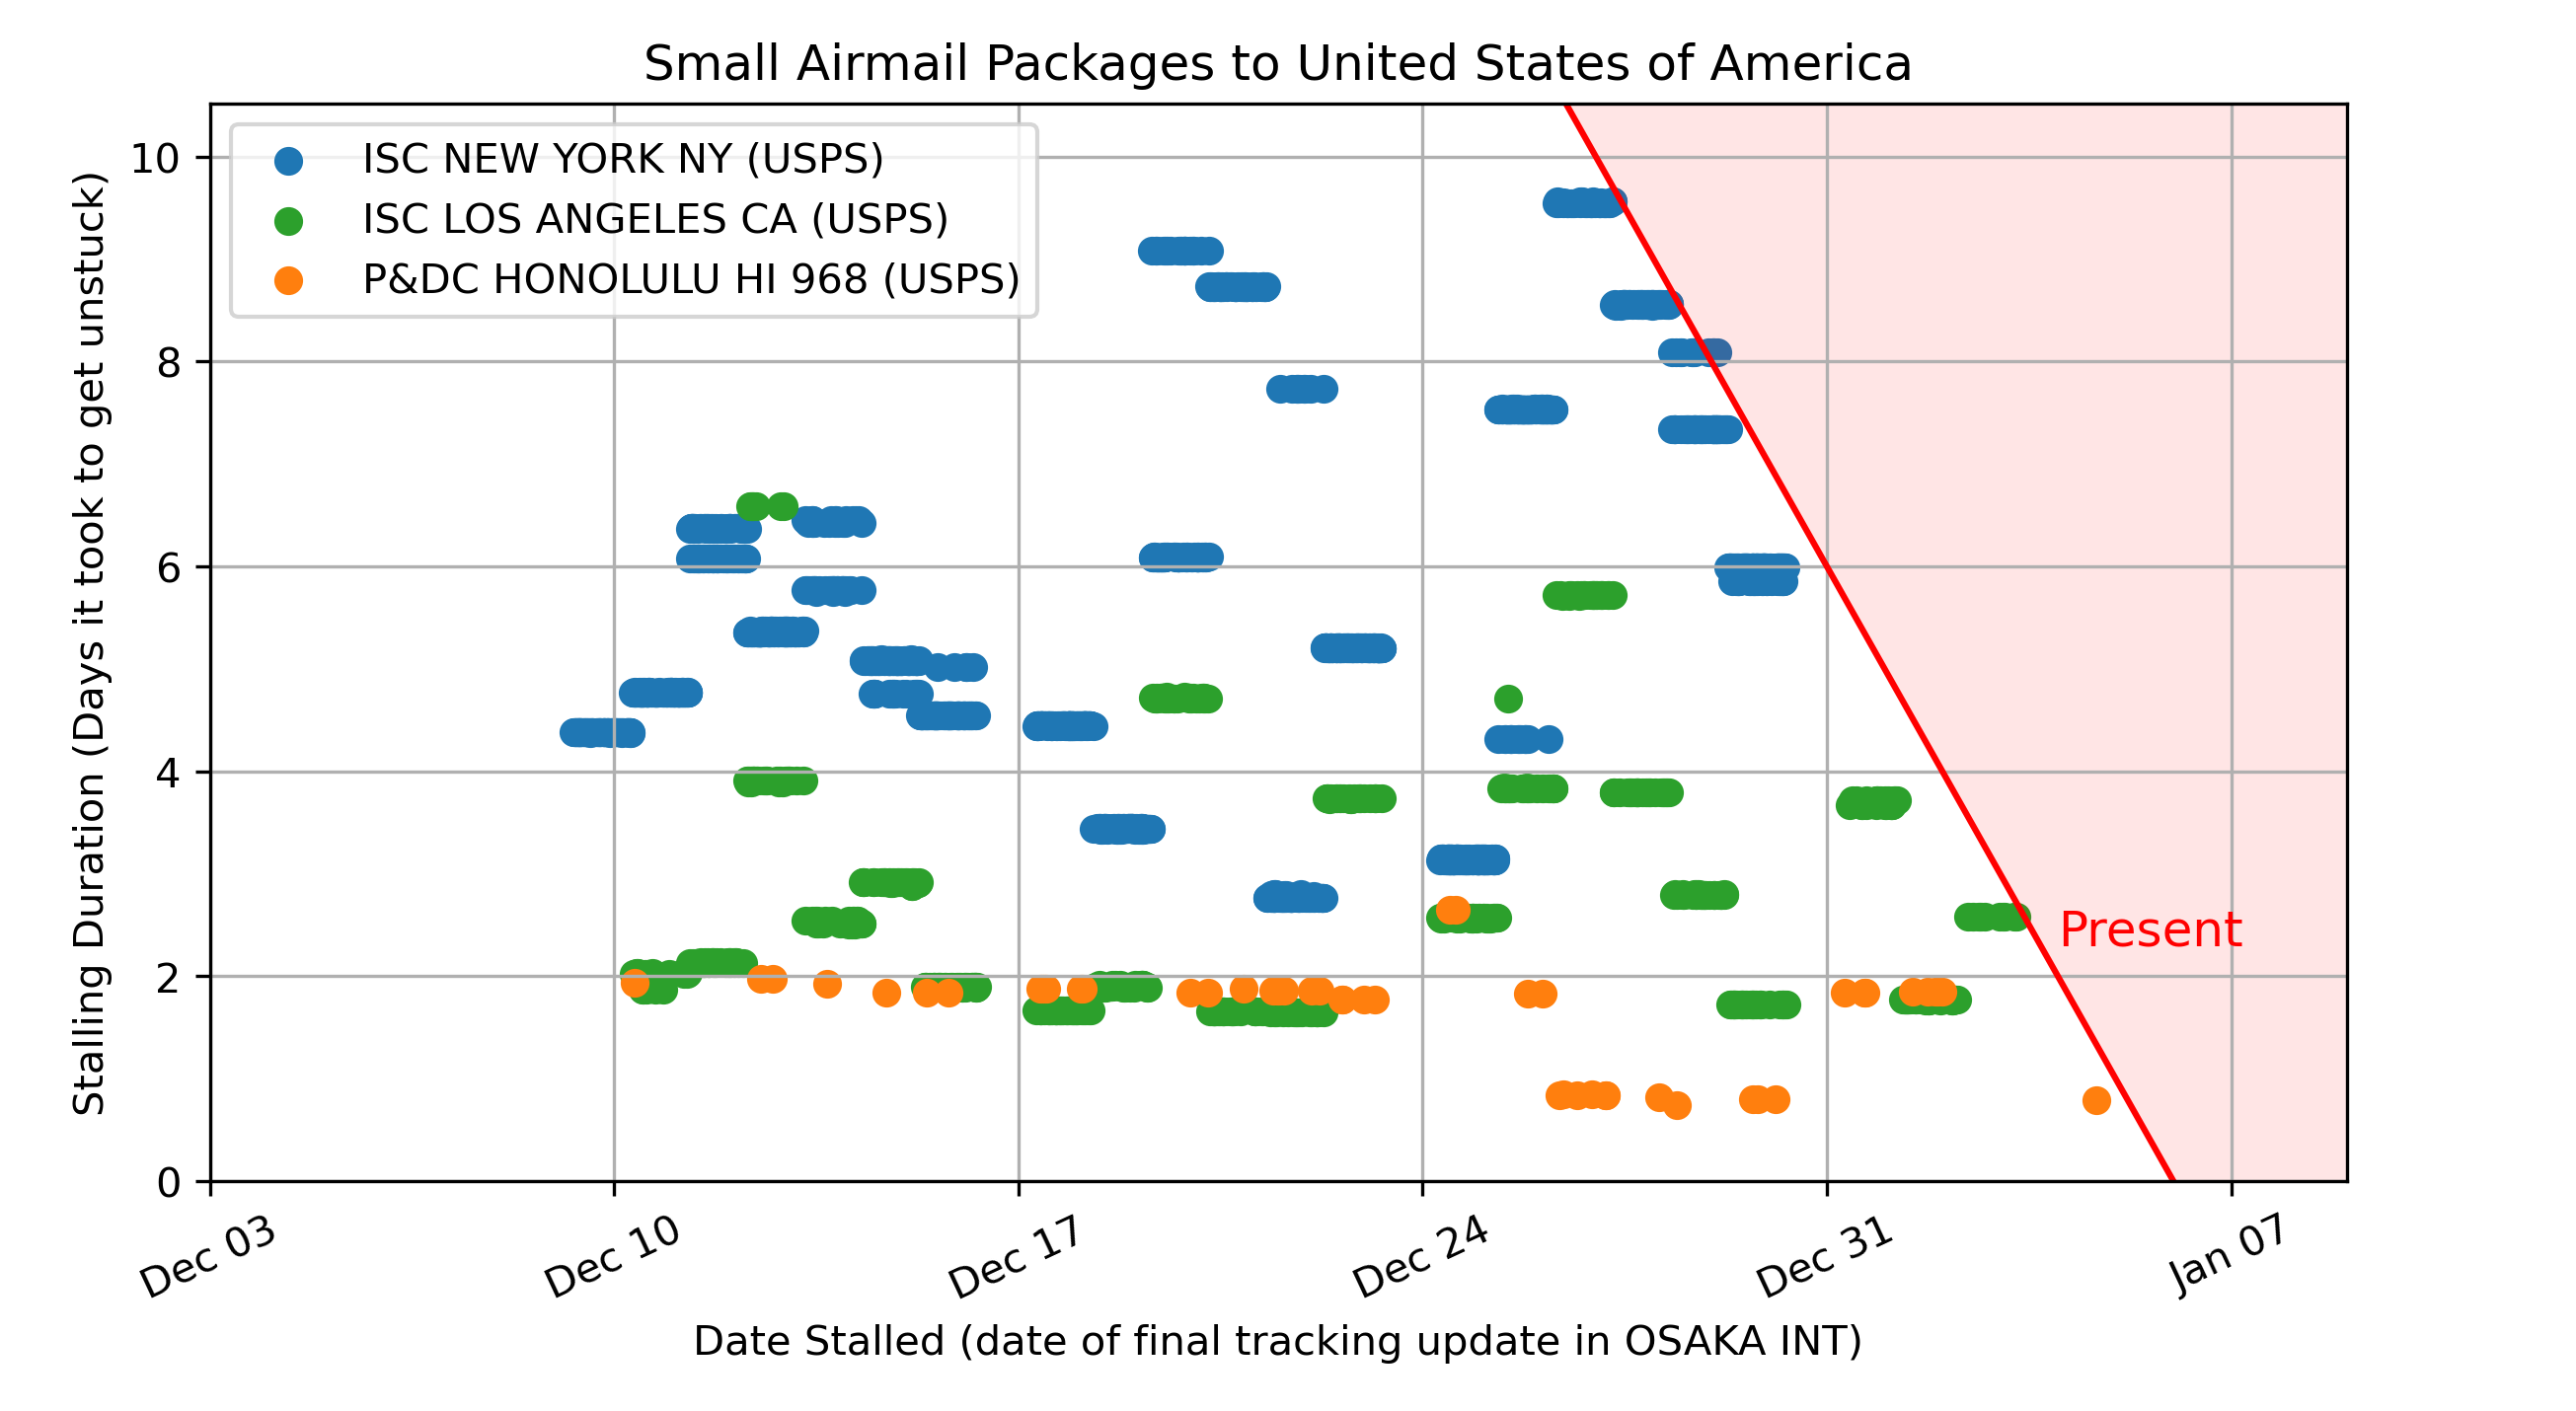 Small Airmail Packages to United States of America
ISC NEW YORK NY (USPS)
ISC LOS ANGELES CA (USPS)
P&DC HONOLULU HI 968 (USPS)
Stalling Duration (Days it took to get unstuck)
10
8
6
4
2
0
Present
Dec 03
Dec 10
Dec 17
Dec 24
Dec 31
Jan 07
Date Stalled (date of final tracking update in OSAKA INT)